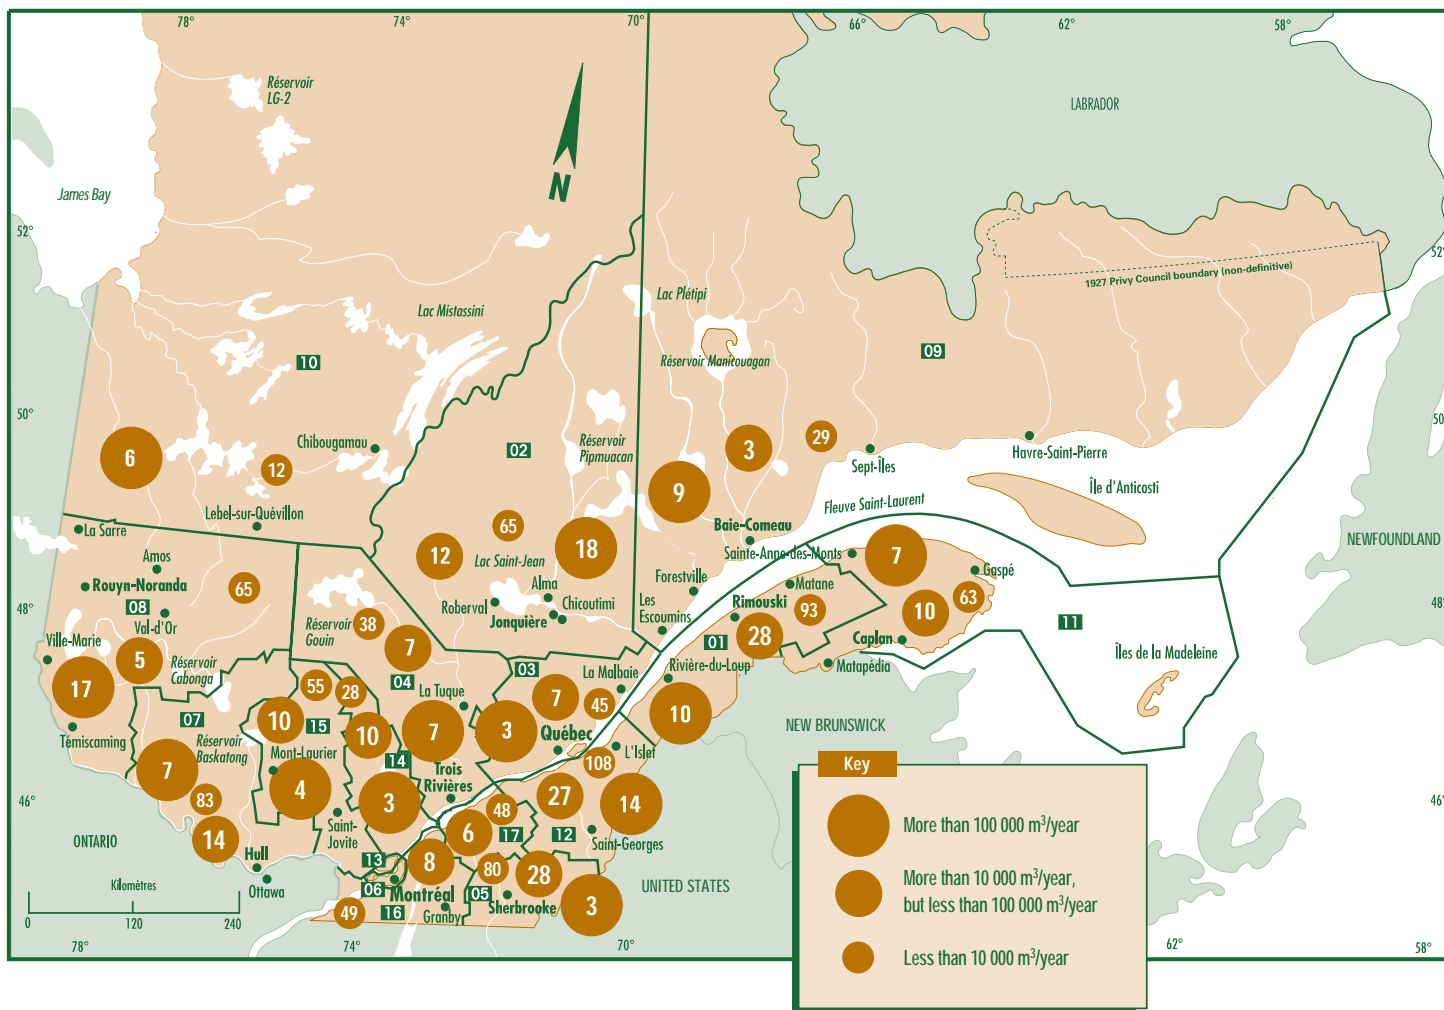 78°
74°
70°
66°
62°
58°
Réservoir
LG-2
LABRADOR
James Bay
N
52°
52°
1927 Privy Council boundary (non-definitive)
Lac Plétipi
Lac Mistassini
Réservoir Manicouagan
09
10
50°
50°
Chibougamau
02
Réservoir
Pipmuacan
6
12
3
29
Sept-Îles
Havre-Saint-Pierre
9
Île d'Anticosti
Fleuve Saint-Laurent
Lebel-sur-Quévillon
La Sarre
65
Baie-Comeau
NEWFOUNDLAND
12
18
Lac Saint-Jean
Sainte-Anne-des-Monts
7
Amos
Rouyn-Noranda
65
Alma
Forestville
Matane
Gaspé
63
08
Val-d'Or
Roberval
Chicoutimi
Jonquière
Les
Escoumins
Rimouski
93
10
48°
48°
Réservoir
Gouin
38
7
01
28
Caplan
11
Ville-Marie
5
Réservoir
Cabonga
03
La Malbaie
Rivière-du-Loup
Matapédia
Îles de la Madeleine
17
55
28
04
La Tuque
7
45
10
07
10
15
10
7
3
Québec
NEW BRUNSWICK
Témiscaming
Réservoir
Baskatong
Mont-Laurier
14
Trois
Rivières
108
L'Islet
7
4
3
27
14
83
48
46°
46°
14
Saint-
Jovite
6
17
12
Saint-Georges
ONTARIO
Hull
Ottawa
13
8
80
28
06
Montréal
05
Sherbrooke
3
UNITED STATES
49
16
Granby
Kilomètres
0
120
240
78°
74°
70°
62°
58°
Key
More than 100 000 m³/year
More than 10 000 m³/year,
but less than 100 000 m³/year
Less than 10 000 m³/year